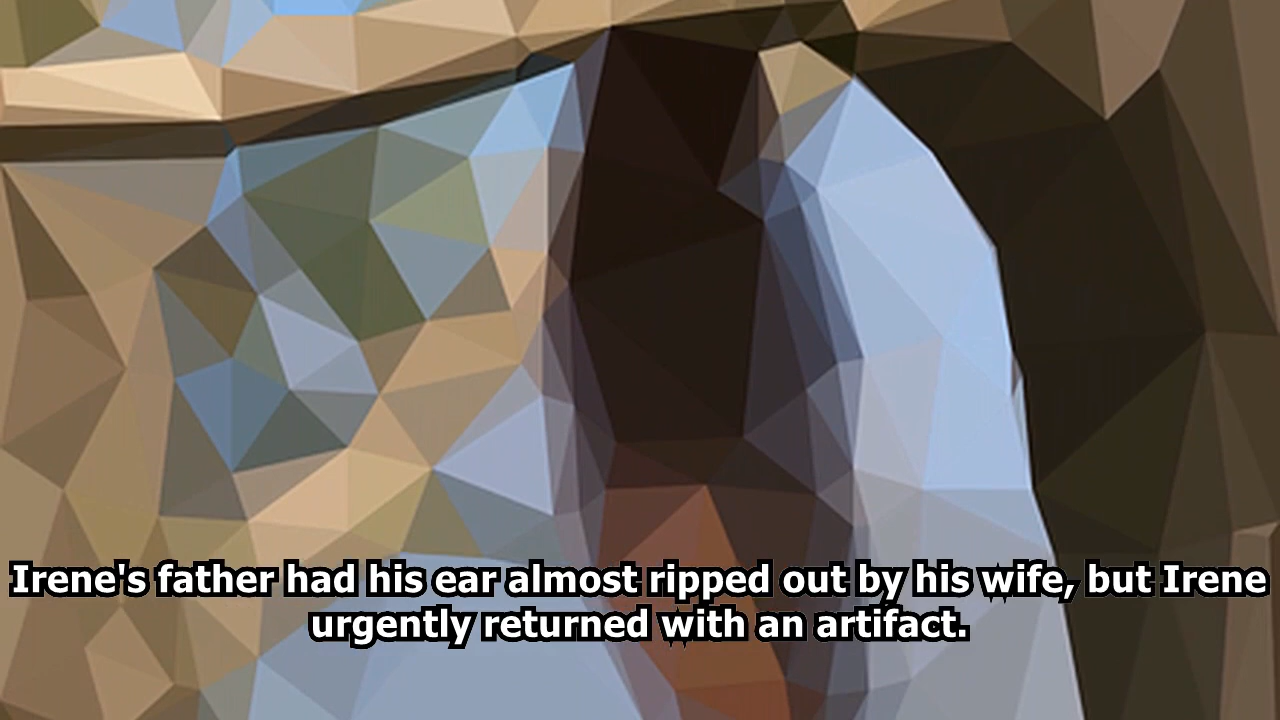 Irene's father had his ear almost ripped out by his wife, but Irene
urgently returned with an artifact.